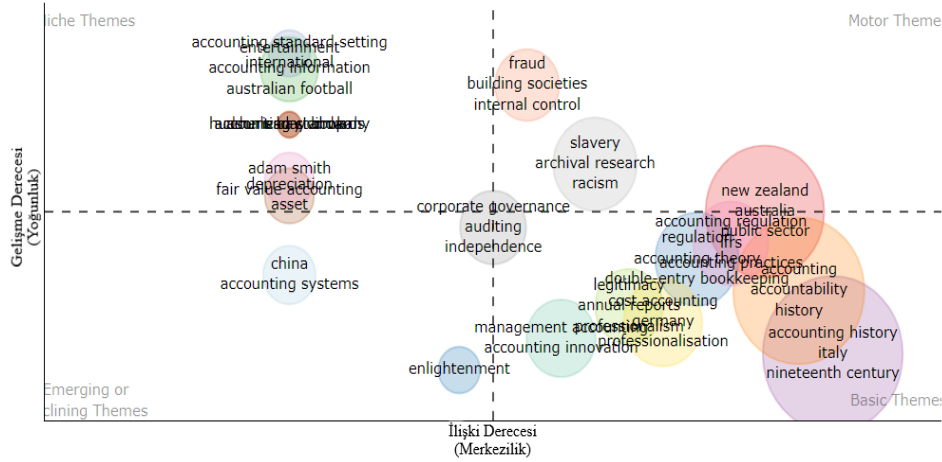 liche Themes
Motor Theme
accounting standard-setting
entertainment
international
accounting information
australian football
fraud
building societies
internal control
slavery
archival research
racism
adam smith
depreciation
fair value accounting
asset
new zealand
australia
public sector
corporate governance
auditing
independence
accounting regulation
regulation
ifrs
accounting theory
accounting practices
double-entry bookkeeping
accounting
accountability
history
china
accounting systems
legitimacy
annual reports
cost accounting
germany
professionalism
professionalisation
management accounting
accounting innovation
accounting history
italy
nineteenth century
enlightenment
Emerging or
clining Themes
Basic Themes
Gelişme Derecesi
(Yoğunluk)
İlişki Derecesi
(Merkezilik)